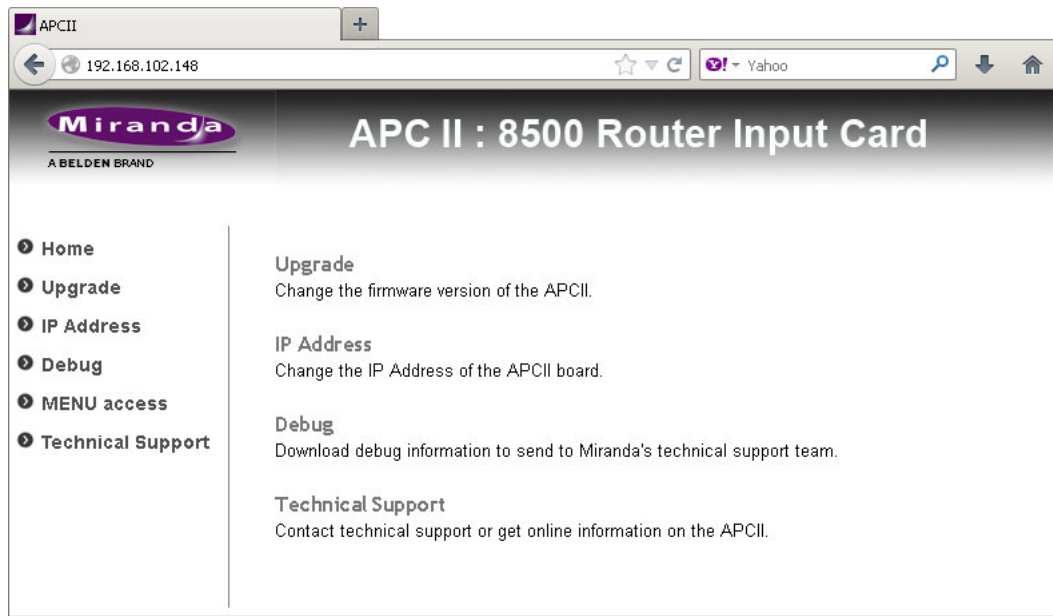 APCII
192.168.102.148
Yahoo
Miranda
A BELDEN BRAND
APC II : 8500 Router Input Card
Home
Upgrade
IP Address
Debug
MENU access
Technical Support
Upgrade
Change the firmware version of the APCII.
IP Address
Change the IP Address of the APCII board.
Debug
Download debug information to send to Miranda's technical support team.
Technical Support
Contact technical support or get online information on the APCII.